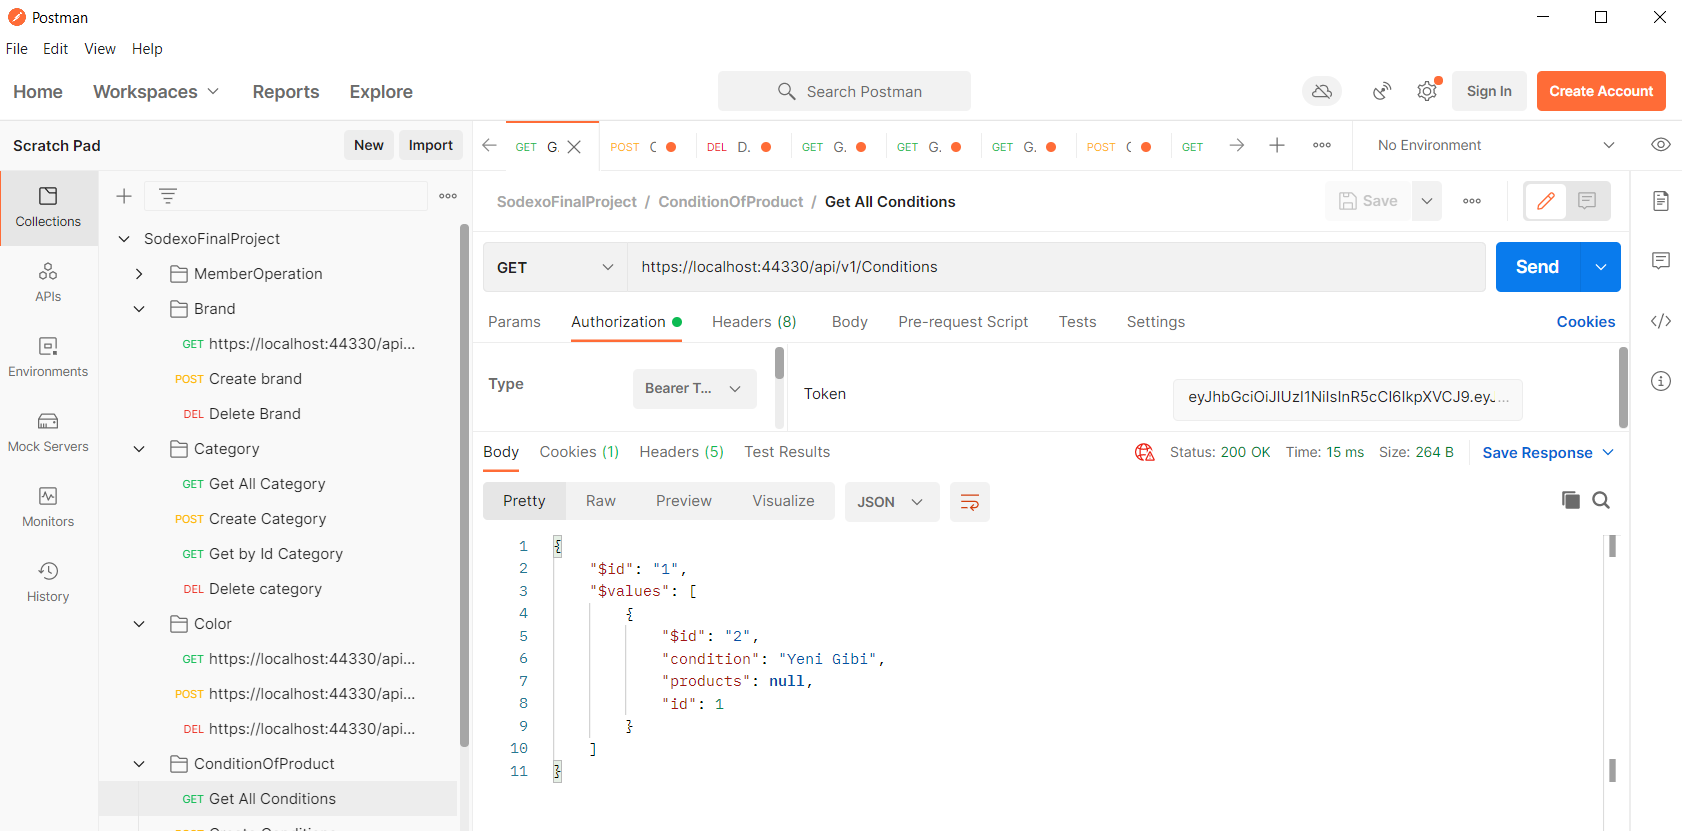 Postman
File Edit View Help
Home Workspaces Reports Explore
Search Postman
Sign In
Create Account
Scratch Pad
New
Import
GET G.
POST
DEL D.
GET G.
GET G.
GET G.
POST
GET
No Environment
Collections
APIs
Environments
Mock Servers
Monitors
History
SodexoFinalProject
MemberOperation
Brand
GET https://localhost:44330/api...
POST Create brand
DEL Delete Brand
Category
GET Get All Category
POST Create Category
GET Get by Id Category
DEL Delete category
Color
GET https://localhost:44330/api...
POST https://localhost:44330/api...
DEL https://localhost:44330/api...
ConditionOfProduct
GET Get All Conditions
SodexoFinalProject / ConditionOfProduct / Get All Conditions
Save
GET
https://localhost:44330/api/v1/Conditions
Send
Params Authorization Headers (8) Body Pre-request Script Tests Settings
Cookies
Type
Bearer T...
Token
eyJhbGciOiJIUzI1NiIsInR5cCI6IkpXVCJ9.eyJ...
Body Cookies (1) Headers (5) Test Results
Status: 200 OK Time: 15 ms Size: 264 B
Save Response
Pretty Raw Preview Visualize
JSON
1 {
2 "$id": "1",
3 "$values": [
4 {
5 "$id": "2",
6 "condition": "Yeni Gibi",
7 "products": null,
8 "id": 1
9 }
10 ]
11 }